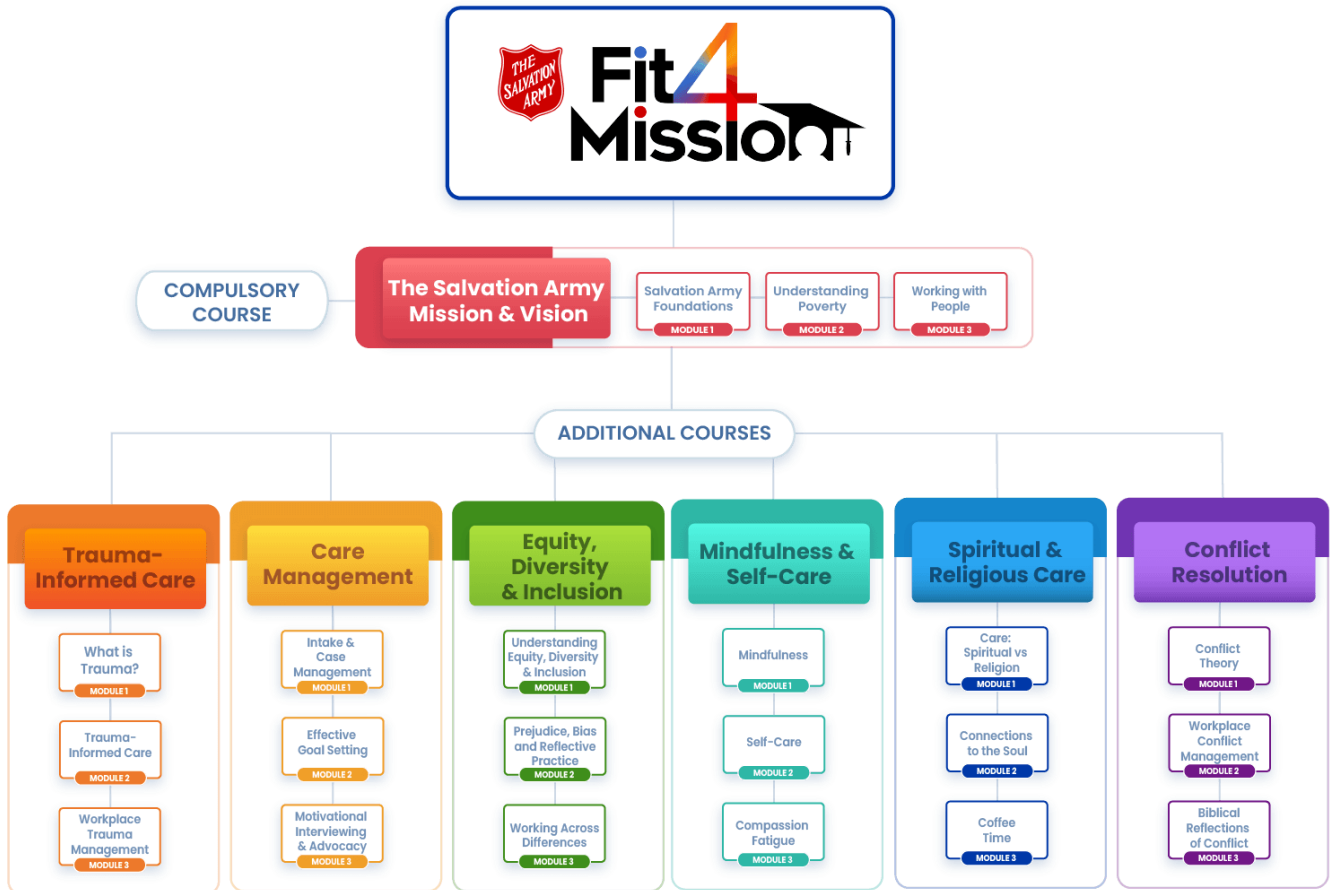 THE
SALVATION
ARMY
Fit4
Mission
COMPULSORY
COURSE
The Salvation Army
Mission & Vision
Salvation Army
Foundations
MODULE 1
Understanding
Poverty
MODULE 2
Working with
People
MODULE 3
ADDITIONAL COURSES
Trauma-
Informed Care
What is
Trauma?
MODULE 1
Trauma-
Informed Care
MODULE 2
Workplace
Trauma
Management
MODULE 3
Care
Management
Intake &
Case
Management
MODULE 1
Effective
Goal Setting
MODULE 2
Motivational
Interviewing
& Advocacy
MODULE 3
Equity,
Diversity
& Inclusion
Understanding
Equity, Diversity
& Inclusion
MODULE 1
Prejudice, Bias
and Reflective
Practice
MODULE 2
Working Across
Differences
MODULE 3
Mindfulness &
Self-Care
Mindfulness
MODULE 1
Self-Care
MODULE 2
Compassion
Fatigue
MODULE 3
Spiritual &
Religious Care
Care:
Spiritual vs
Religion
MODULE 1
Connections
to the Soul
MODULE 2
Coffee
Time
MODULE 3
Conflict
Resolution
Conflict
Theory
MODULE 1
Workplace
Conflict
Management
MODULE 2
Biblical
Reflections
of Conflict
MODULE 3